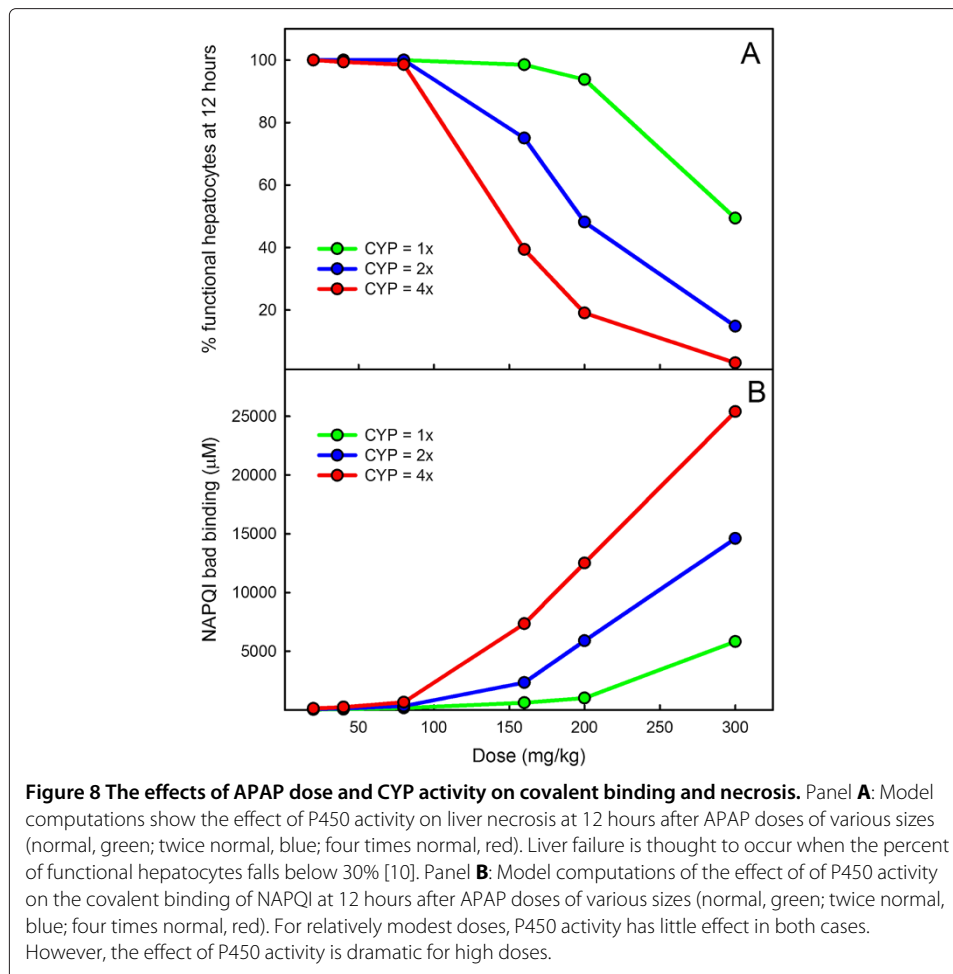 A
100
80
60
40
20
% functional hepatocytes at 12 hours
CYP = 1x
CYP = 2x
CYP = 4x
B
25000
15000
5000
NAPQI bad binding (μM)
CYP = 1x
CYP = 2x
CYP = 4x
50 100 150 200 250 300
Dose (mg/kg)
Figure 8 The effects of APAP dose and CYP activity on covalent binding and necrosis. Panel A: Model
computations show the effect of P450 activity on liver necrosis at 12 hours after APAP doses of various sizes
(normal, green; twice normal, blue; four times normal, red). Liver failure is thought to occur when the percent
of functional hepatocytes falls below 30% [10]. Panel B: Model computations of the effect of of P450 activity
on the covalent binding of NAPQI at 12 hours after APAP doses of various sizes (normal, green; twice normal,
blue; four times normal, red). For relatively modest doses, P450 activity has little effect in both cases.
However, the effect of P450 activity is dramatic for high doses.